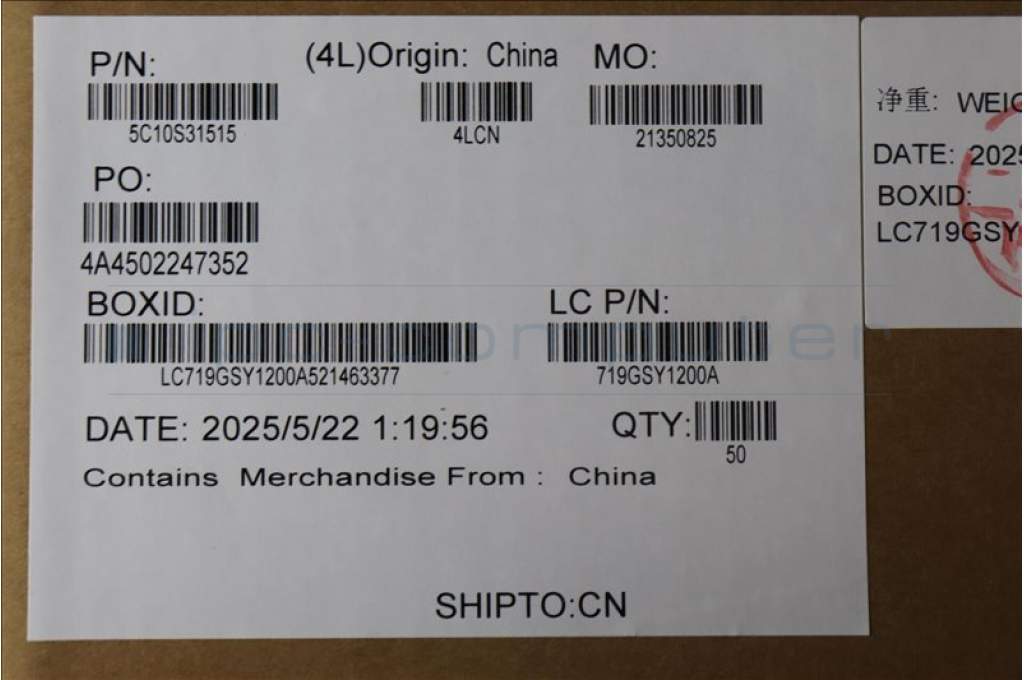 P/N: (4L)Origin: China MO:
5C10S31515 4LCN 21350825
PO:
4A4502247352
BOXID: LC P/N:
LC719GSY1200A521463377 719GSY1200A
DATE: 2025/5/22 1:19:56 QTY:
50
Contains Merchandise From : China
SHIPTO:CN
净重: WEIG
DATE: 2025
BOXID:
LC719GSY